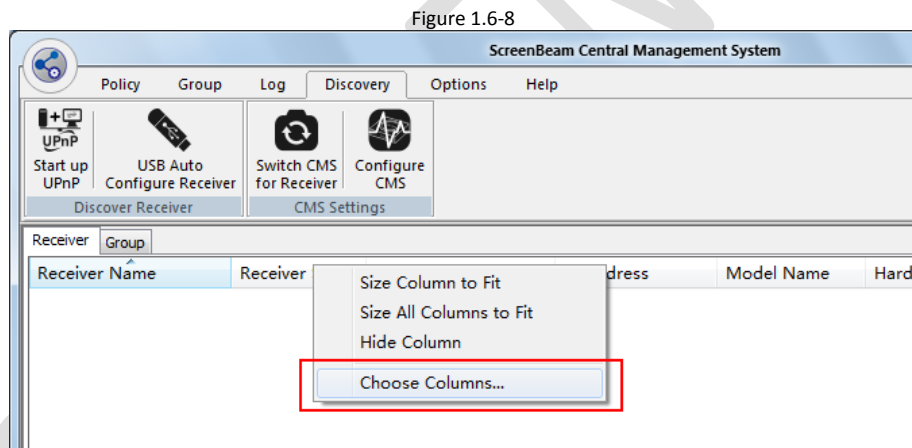 Figure 1.6-8
ScreenBeam Central Management System
Policy Group Log Discovery Options Help
UPnP
Start up UPnP
USB Auto Configure Receiver
Switch CMS for Receiver
Configure CMS
Discover Receiver CMS Settings
Receiver Group
Receiver Name Receiver dress Model Name Hard
Size Column to Fit
Size All Columns to Fit
Hide Column
Choose Columns...